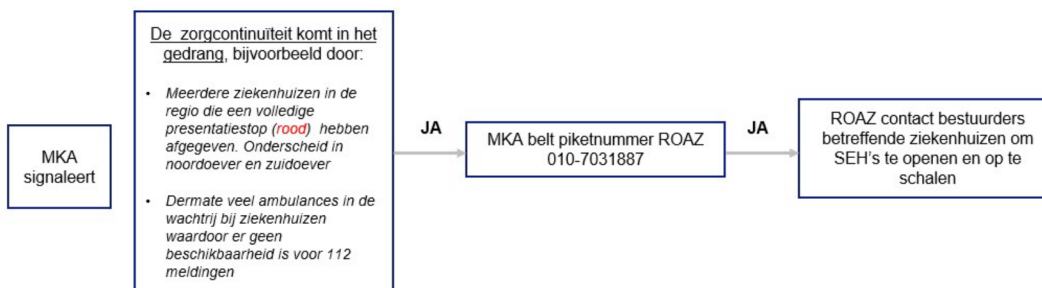 MKA
signaleert
De zorgcontinuïteit komt in het
gedrang, bijvoorbeeld door:
• Meerdere ziekenhuizen in de
regio die een volledige
presentatiestop (rood) hebben
afgegeven. Onderscheid in
noordoever en zuidoever
• Dermate veel ambulances in de
wachtrij bij ziekenhuizen
waardoor er geen
beschikbaarheid is voor 112
meldingen
JA
MKA belt piketnummer ROAZ
010-7031887
JA
ROAZ contact bestuurders
betreffende ziekenhuizen om
SEH's te openen en op te
schalen